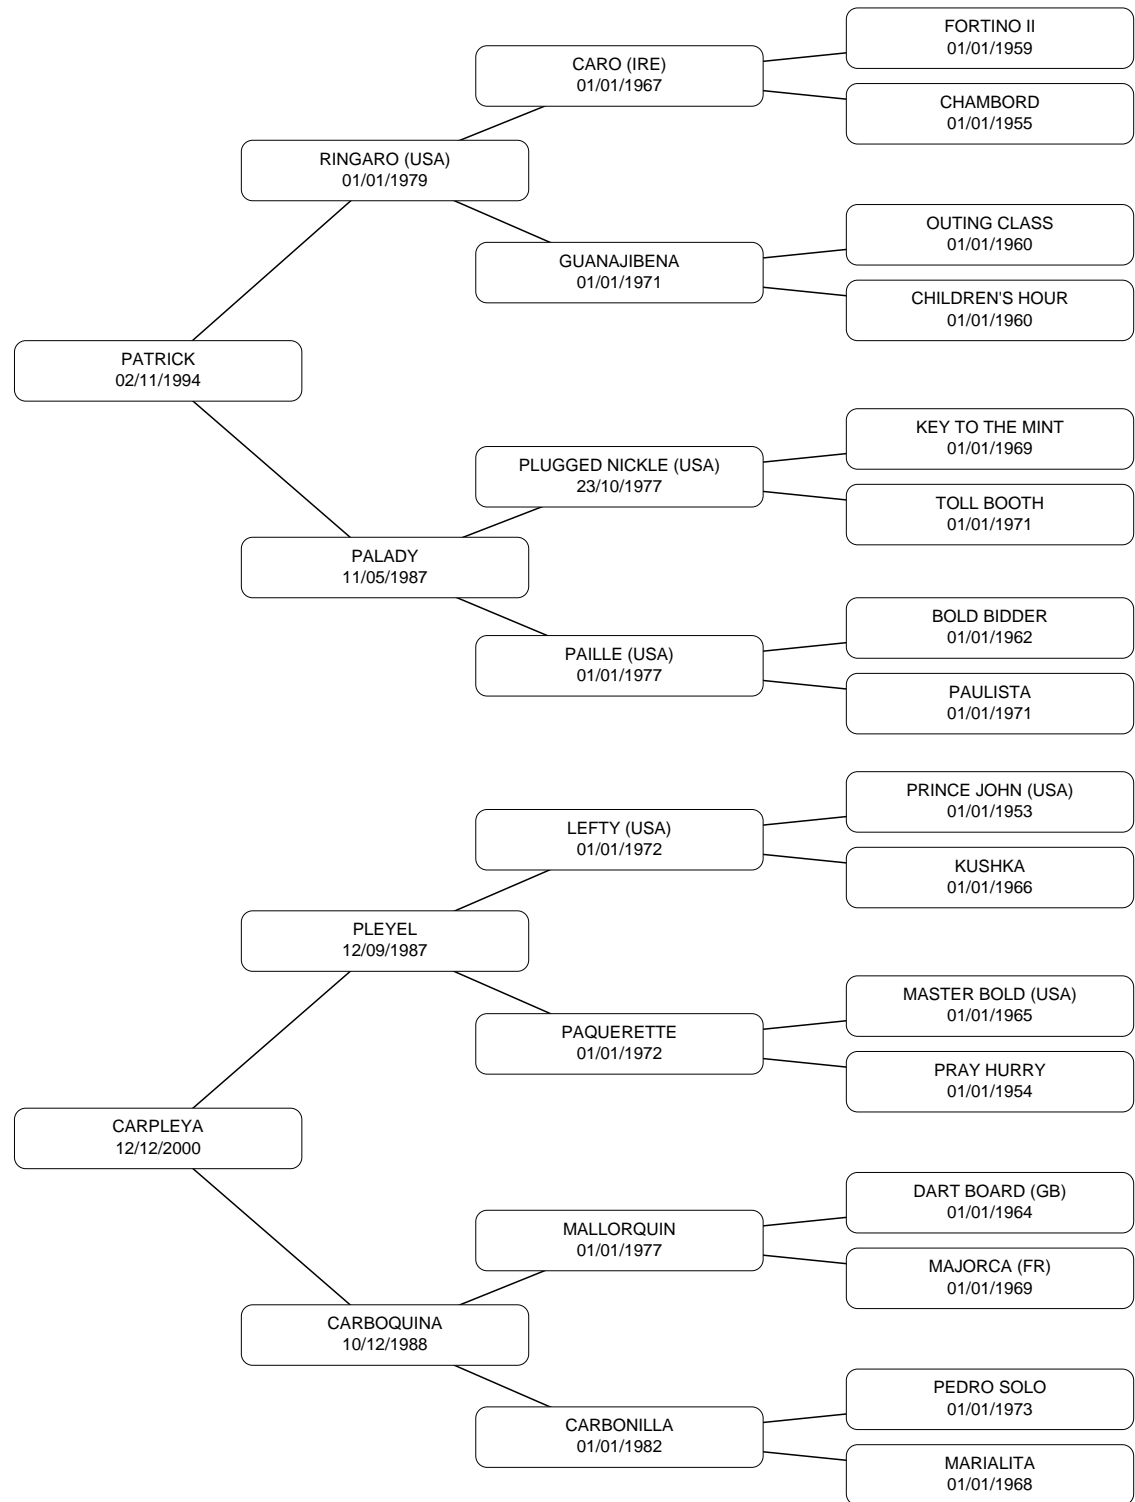 FORTINO II
01/01/1959
CARO (IRE)
01/01/1967
CHAMBORD
01/01/1955
RINGARO (USA)
01/01/1979
OUTING CLASS
01/01/1960
GUANAJIBENA
01/01/1971
CHILDREN'S HOUR
01/01/1960
PATRICK
02/11/1994
KEY TO THE MINT
01/01/1969
PLUGGED NICKLE (USA)
23/10/1977
TOLL BOOTH
01/01/1971
PALADY
11/05/1987
BOLD BIDDER
01/01/1962
PAILLE (USA)
01/01/1977
PAULISTA
01/01/1971
PRINCE JOHN (USA)
01/01/1953
LEFTY (USA)
01/01/1972
KUSHKA
01/01/1966
PLEYEL
12/09/1987
MASTER BOLD (USA)
01/01/1965
PAQUERETTE
01/01/1972
PRAY HURRY
01/01/1954
CARPLEYA
12/12/2000
DART BOARD (GB)
01/01/1964
MALLORQUIN
01/01/1977
MAJORCA (FR)
01/01/1969
CARBOQUINA
10/12/1988
PEDRO SOLO
01/01/1973
CARBONILLA
01/01/1982
MARIALITA
01/01/1968